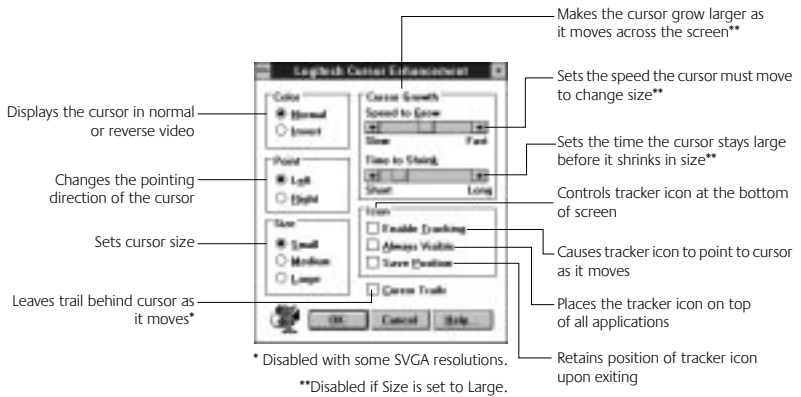 Makes the cursor grow larger as
it moves across the screen**
Logitech Cursor Enhancement
Sets the speed the cursor must move
to change size**
Displays the cursor in normal
or reverse video
Color
Normal
Invert
Cursor Growth
Speed to Grow
Slow Fast
Sets the time the cursor stays large
before it shrinks in size**
Time to Shrink
Short Long
Changes the pointing
direction of the cursor
Point
Left
Right
Controls tracker icon at the bottom
of screen
Sets cursor size
Size
Small
Medium
Large
Icon
Enable Tracking
Always Visible
Save Position
Causes tracker icon to point to cursor
as it moves
Leaves trail behind cursor as
it moves*
Cursor Trails
Places the tracker icon on top
of all applications
OK Cancel Help...
Retains position of tracker icon
upon exiting
* Disabled with some SVGA resolutions.
**Disabled if Size is set to Large.